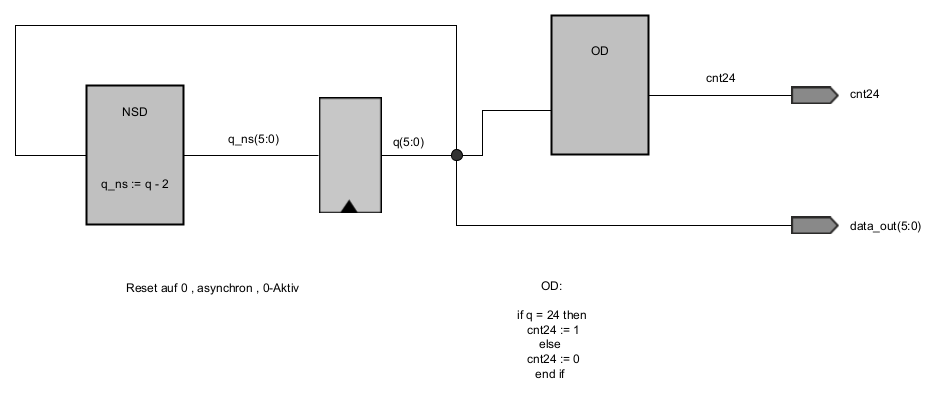 OD
cnt24
cnt24
NSD
q_ns(5:0)
q(5:0)
q_ns := q - 2
data_out(5:0)
Reset auf 0 , asynchron , 0-Aktiv
OD:
if q = 24 then
cnt24 := 1
else
cnt24 := 0
end if